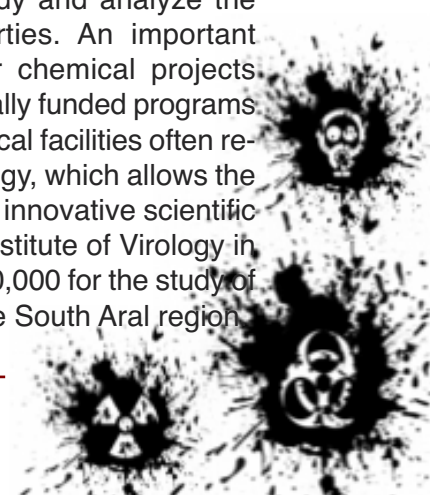 dy and analyze the
rties. An important
chemical projects
ally funded programs
cal facilities often re-
gy, which allows the
innovative scientific
stitute of Virology in
0,000 for the study of
e South Aral region